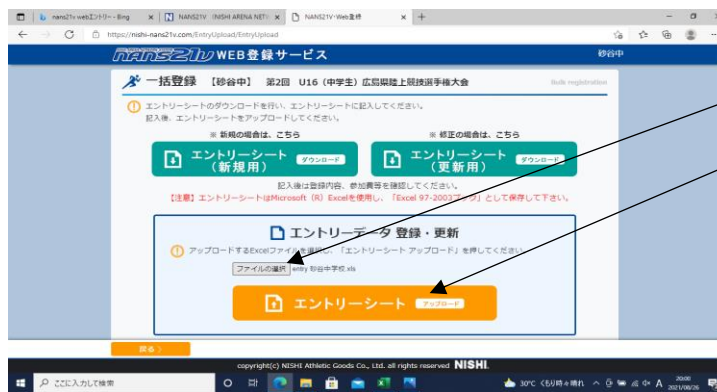 nans21v webエントリー - Bing
NANS21V（NISHI ARENA NET
NANS21V-Web登録
https://nishi-nans21v.com/EntryUpload/EntryUpload
NANS21V WEB登録サービス
砂谷中
一括登録 【砂谷中】 第2回 U16（中学生）広島県陸上競技選手権大会
Bulk registration
エントリーシートのダウンロードを行い、エントリーシートに記入してください。
記入後、エントリーシートをアップロードしてください。
※ 新規の場合は、こちら
※ 修正の場合は、こちら
エントリーシート（新規用） ダウンロード
エントリーシート（更新用） ダウンロード
記入後は登録内容、参加費等を確認してください。
【注意】エントリーシートはMicrosoft（R）Excelを使用し、「Excel 97-2003ブック」として保存して下さい。
エントリーデータ 登録・更新
アップロードするExcelファイルを選択し、「エントリーシート アップロード」を押してください。
ファイルの選択 entry 砂谷中学校.xls
エントリーシート アップロード
戻る
copyright(c) NISHI Athletic Goods Co., Ltd. all rights reserved NISHI.
ここに入力して検索
30°C くもり時々晴れ
A
20:00
2021/08/26